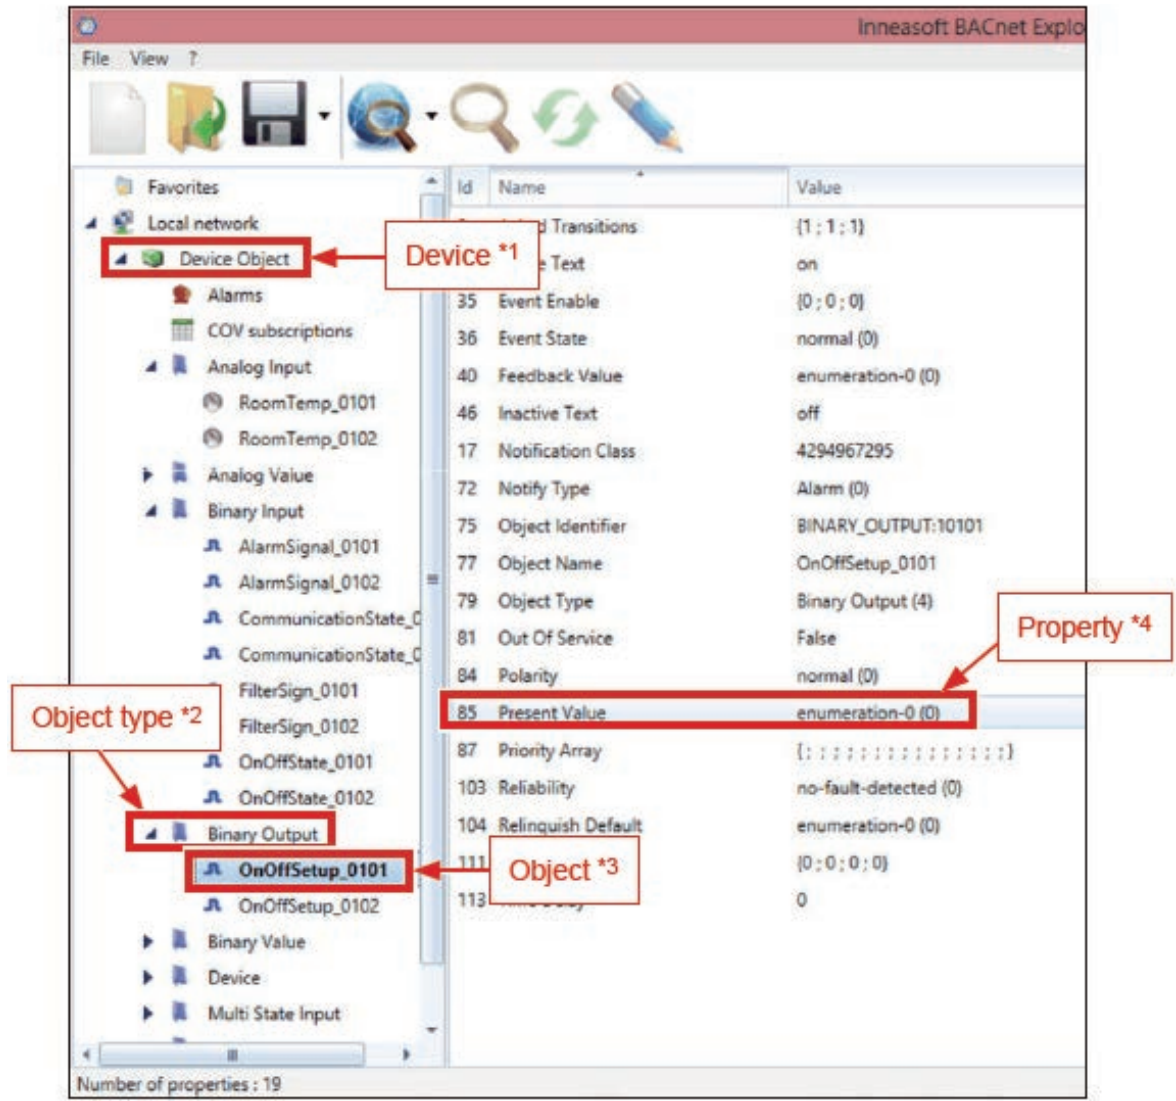 Inneasoft BACnet Explo
File View ?
Favorites
Local network
Device Object
Alarms
COV subscriptions
Analog Input
RoomTemp_0101
RoomTemp_0102
Analog Value
Binary Input
AlarmSignal_0101
AlarmSignal_0102
CommunicationState_0
CommunicationState_0
FilterSign_0101
FilterSign_0102
OnOffState_0101
OnOffState_0102
Binary Output
OnOffSetup_0101
OnOffSetup_0102
Binary Value
Device
Multi State Input
Device *1
Object type *2
Object *3
Property *4
Id Name Value
d Transitions {1 ; 1 ; 1}
e Text on
35 Event Enable {0 ; 0 ; 0}
36 Event State normal (0)
40 Feedback Value enumeration-0 (0)
46 Inactive Text off
17 Notification Class 4294967295
72 Notify Type Alarm (0)
75 Object Identifier BINARY_OUTPUT:10101
77 Object Name OnOffSetup_0101
79 Object Type Binary Output (4)
81 Out Of Service False
84 Polarity normal (0)
85 Present Value enumeration-0 (0)
87 Priority Array { ; ; ; ; ; ; ; ; ; ; ; ; ; ; ; }
103 Reliability no-fault-detected (0)
104 Relinquish Default enumeration-0 (0)
111 {0 ; 0 ; 0 ; 0}
113 0
Number of properties : 19